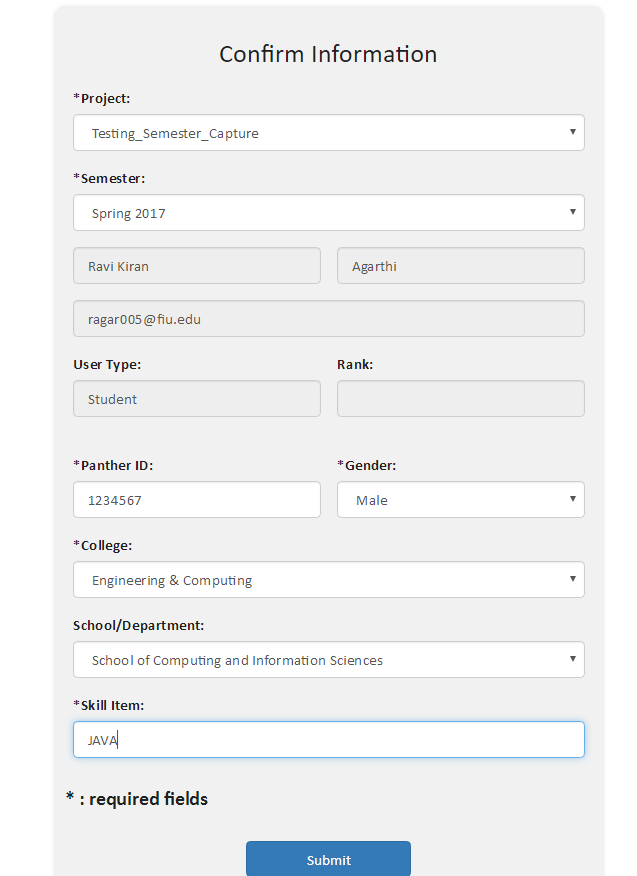 Confirm Information
*Project:
Testing_Semester_Capture
*Semester:
Spring 2017
Ravi Kiran Agarthi
ragar005@fiu.edu
User Type: Rank:
Student
*Panther ID: *Gender:
1234567 Male
*College:
Engineering & Computing
School/Department:
School of Computing and Information Sciences
*Skill Item:
JAVA
* : required fields
Submit